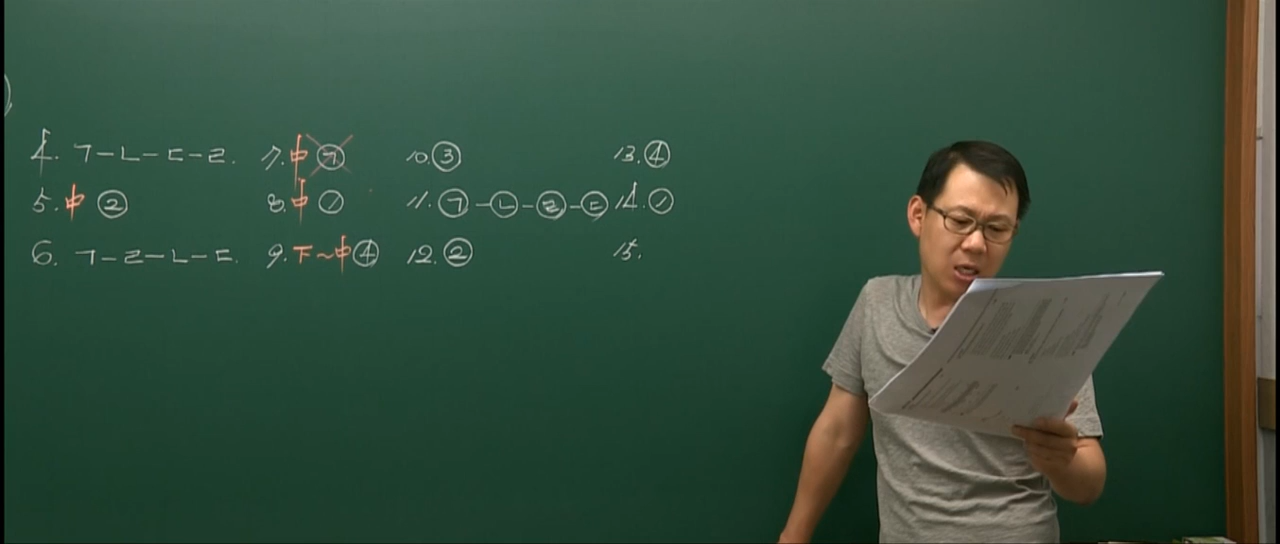 4. ㄱ-ㄴ-ㄷ-ㄹ. 7. 中 ㉠ 10. ③ 13. ④
5. 中 ② 8. 中 ① 11. ㉠-㉡-㉣-㉢ 14. ①
6. ㄱ-ㄹ-ㄴ-ㄷ. 9. 下~中 ④ 12. ② 15.